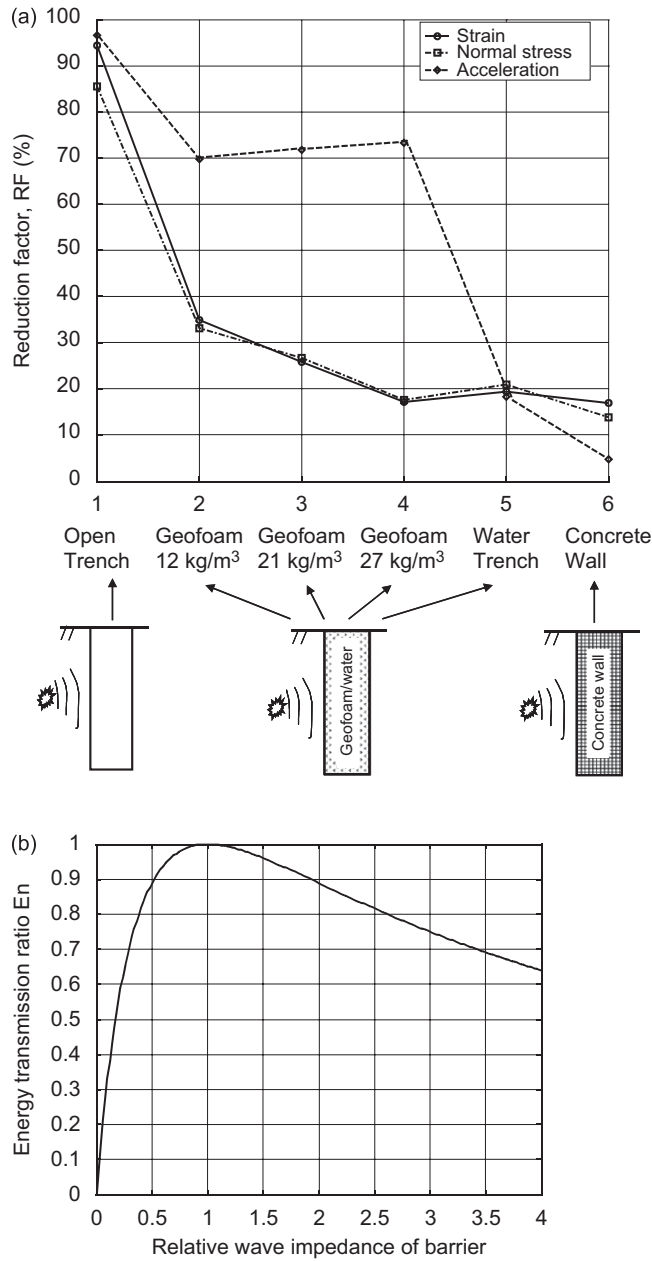 (a)
100
90
80
70
60
50
40
30
20
10
0
Reduction factor, RF (%)
Strain
Normal stress
Acceleration
1
2
3
4
5
6
Open
Trench
Geofoam
12 kg/m³
Geofoam
21 kg/m³
Geofoam
27 kg/m³
Water
Trench
Concrete
Wall
Geofoam/water
Concrete wall
(b)
1
0.9
0.8
0.7
0.6
0.5
0.4
0.3
0.2
0.1
0
Energy transmission ratio En
0
0.5
1
1.5
2
2.5
3
3.5
4
Relative wave impedance of barrier